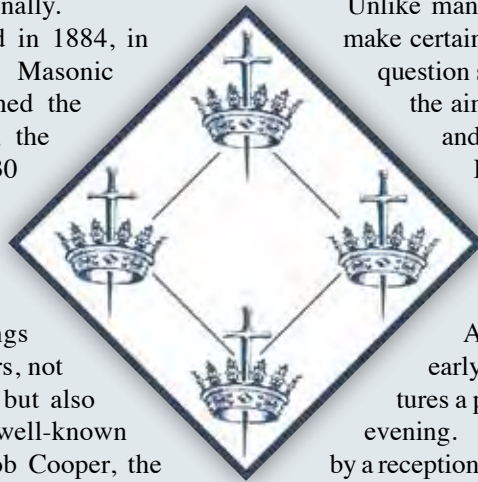 nally.
d in 1884, in
Masonic
ned the
the
30
ngs
rs, not
but also
well-known
ob Cooper, the
Unlike man
make certain
question s
the
and
A
early
tures a p
evening.
by a reception